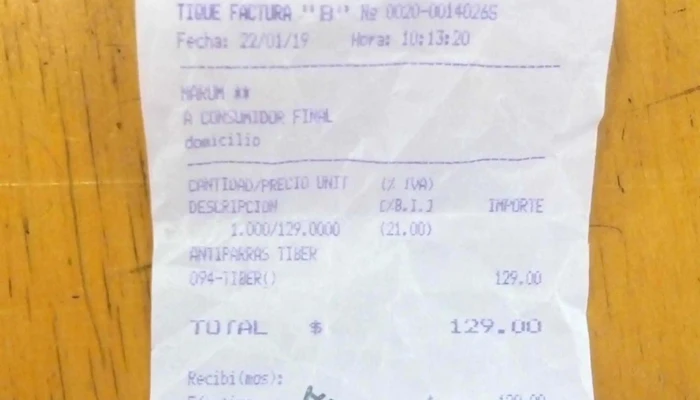 TIQUE FACTURA "B" Nº 0020-00140265
Fecha: 22/01/19 Hora: 10:13:20
MARUM **
A CONSUMIDOR FINAL
domicilio
CANTIDAD/PRECIO UNIT (% IVA)
DESCRIPCION [%B.I.] IMPORTE
1.000/129.0000 (21.00)
ANTIPARRAS TIBER
094-TIBER() 129.00
TOTAL $ 129.00
Recibi(mos):
129.00